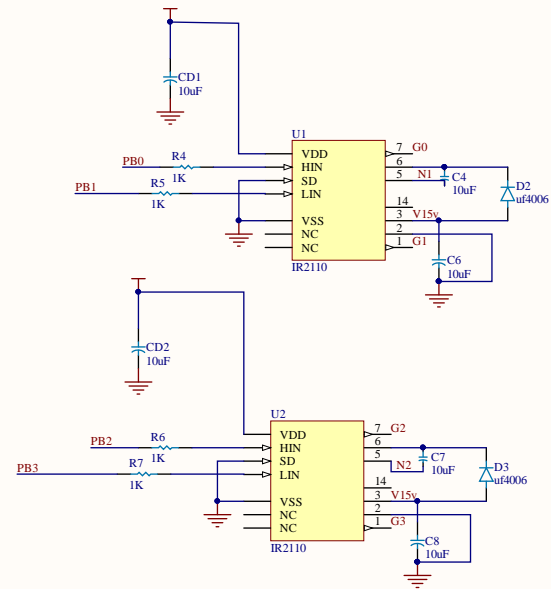 CD1
10uF
U1
VDD
7
G0
PB0
R4
HIN
6
1K
SD
5
N1
C4
10uF
D2
uf4006
PB1
R5
LIN
1K
14
VSS
3
V15v
NC
2
NC
1
G1
C6
10uF
IR2110
CD2
10uF
U2
VDD
7
G2
PB2
R6
HIN
6
1K
SD
5
N2
C7
10uF
D3
uf4006
PB3
R7
LIN
1K
14
VSS
3
V15v
NC
2
NC
1
G3
C8
10uF
IR2110